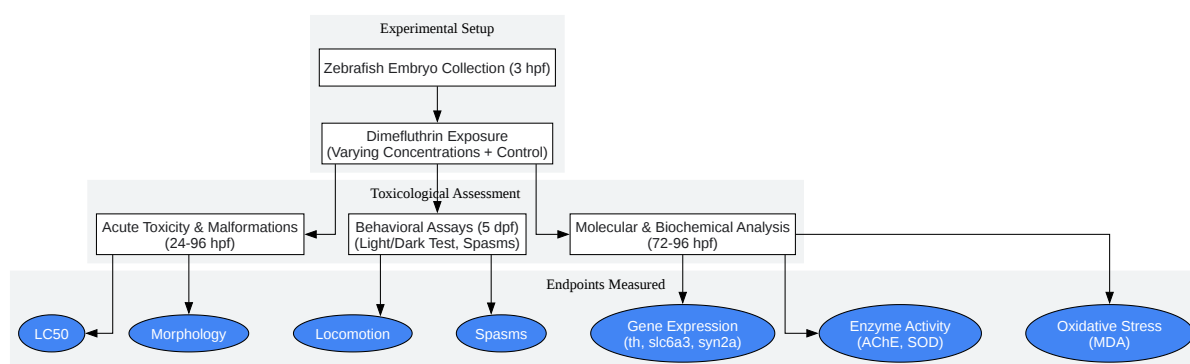 Experimental Setup
Zebrafish Embryo Collection (3 hpf)
Dimefluthrin Exposure
(Varying Concentrations + Control)
Toxicological Assessment
Acute Toxicity & Malformations
(24-96 hpf)
Behavioral Assays (5 dpf)
(Light/Dark Test, Spasms)
Molecular & Biochemical Analysis
(72-96 hpf)
Endpoints Measured
LC50
Morphology
Locomotion
Spasms
Gene Expression
(th, slc6a3, syn2a)
Enzyme Activity
(AChE, SOD)
Oxidative Stress
(MDA)